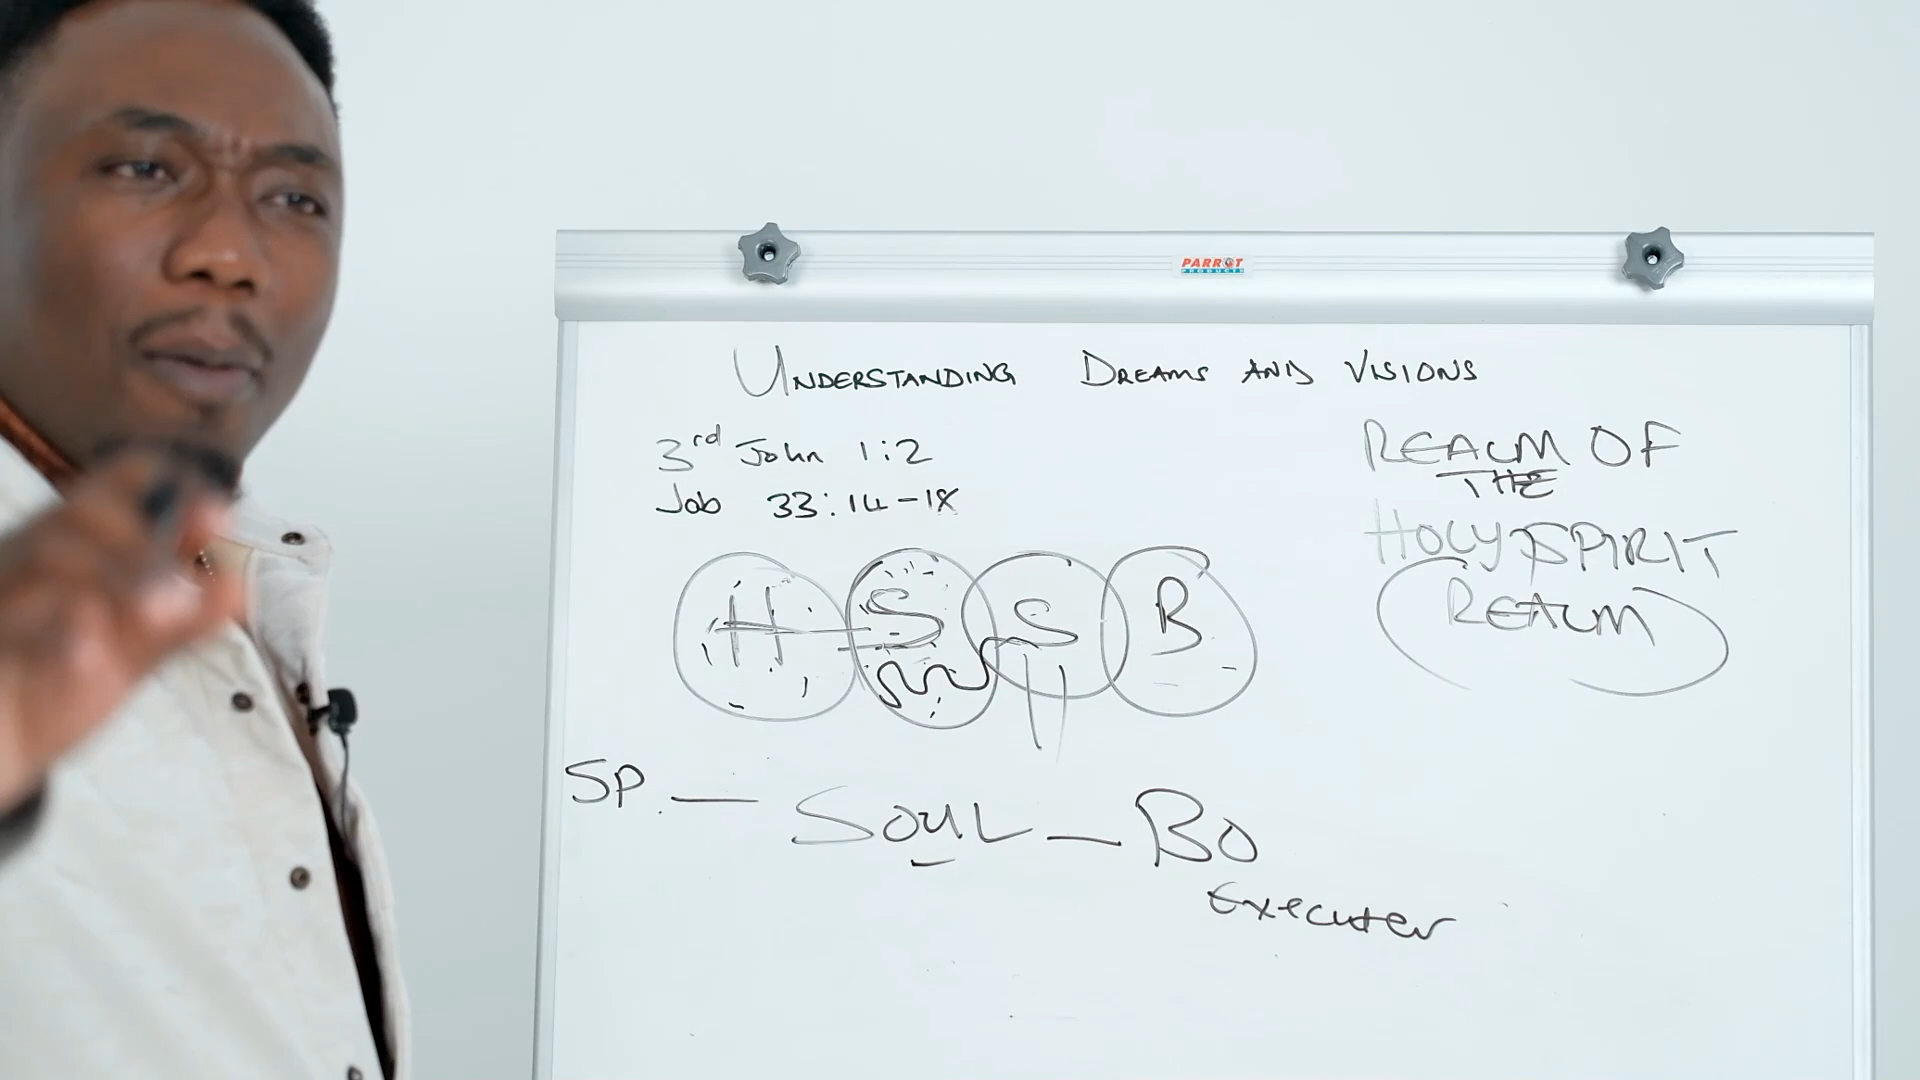 PARROT
PRODUCTS
UNDERSTANDING DREAMS AND VISIONS
3rd John 1:2
Job 33:14-18
REALM OF
THE
HOLY SPIRIT
REALM
H S S B
SP. — SOUL — BO
Executer